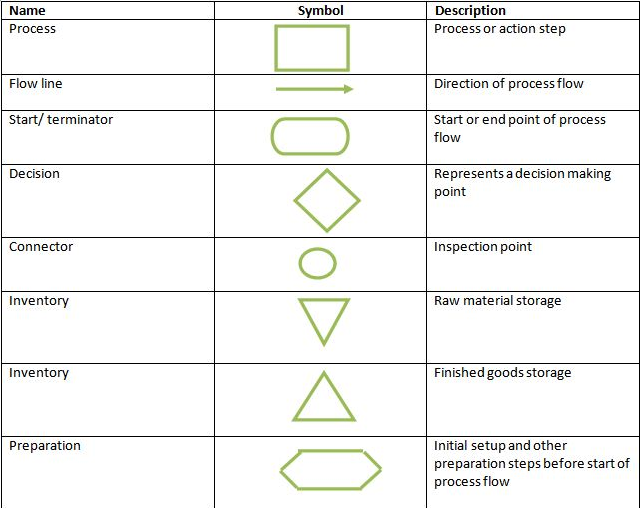 Name Symbol Description
Process Process or action step
Flow line Direction of process flow
Start/ terminator Start or end point of process
flow
Decision Represents a decision making
point
Connector Inspection point
Inventory Raw material storage
Inventory Finished goods storage
Preparation Initial setup and other
preparation steps before start of
process flow